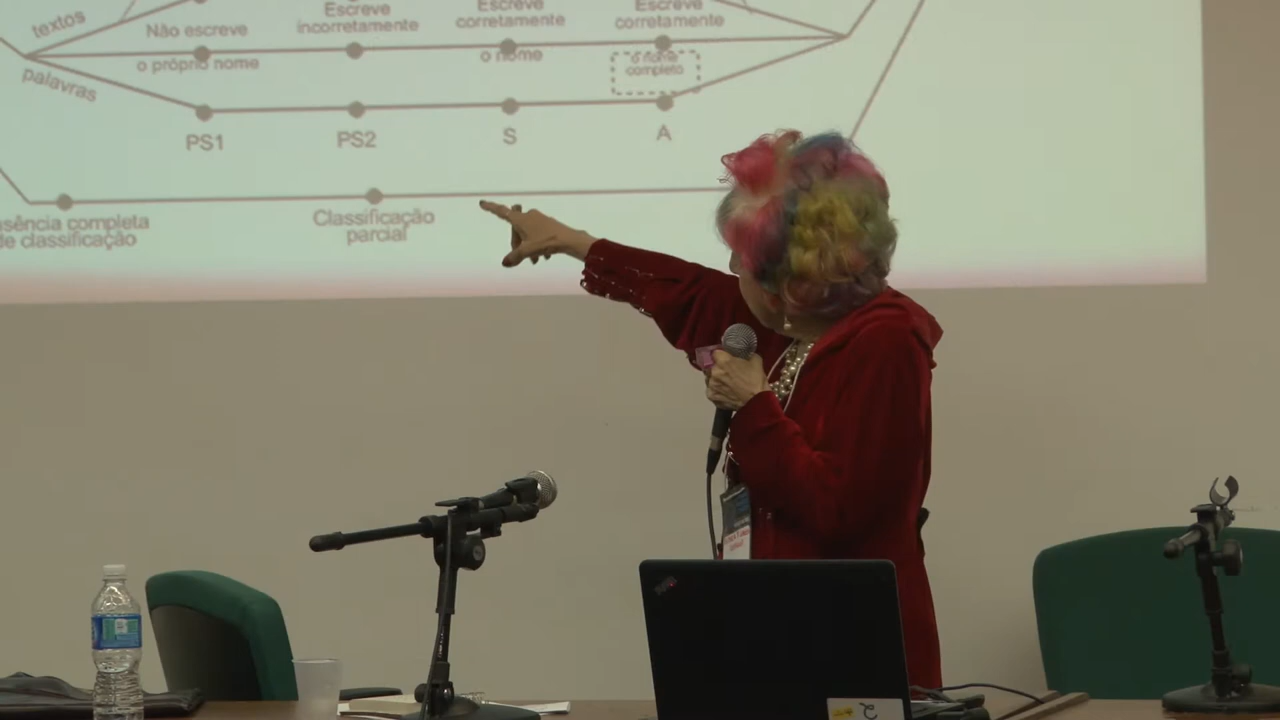 textos
Não escreve
o próprio nome
Escreve
incorretamente
Escreve
corretamente
o nome
Escreve
corretamente
o nome
completo
palavras
PS1
PS2
S
A
sência completa
de classificação
Classificação
parcial